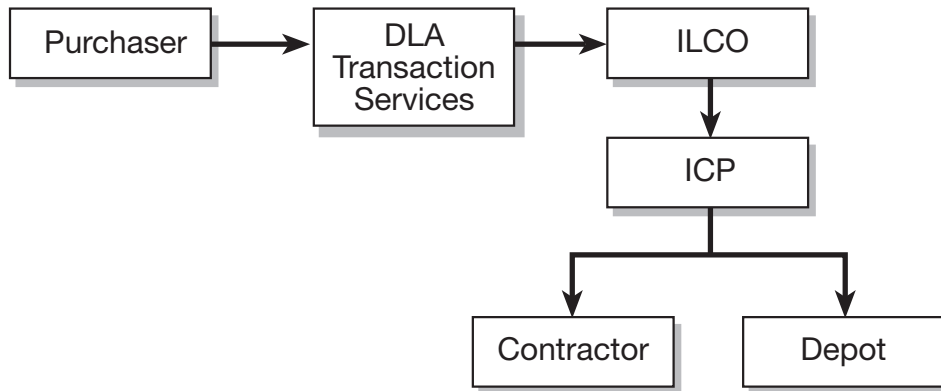 Purchaser
DLA
Transaction
Services
ILCO
ICP
Contractor
Depot